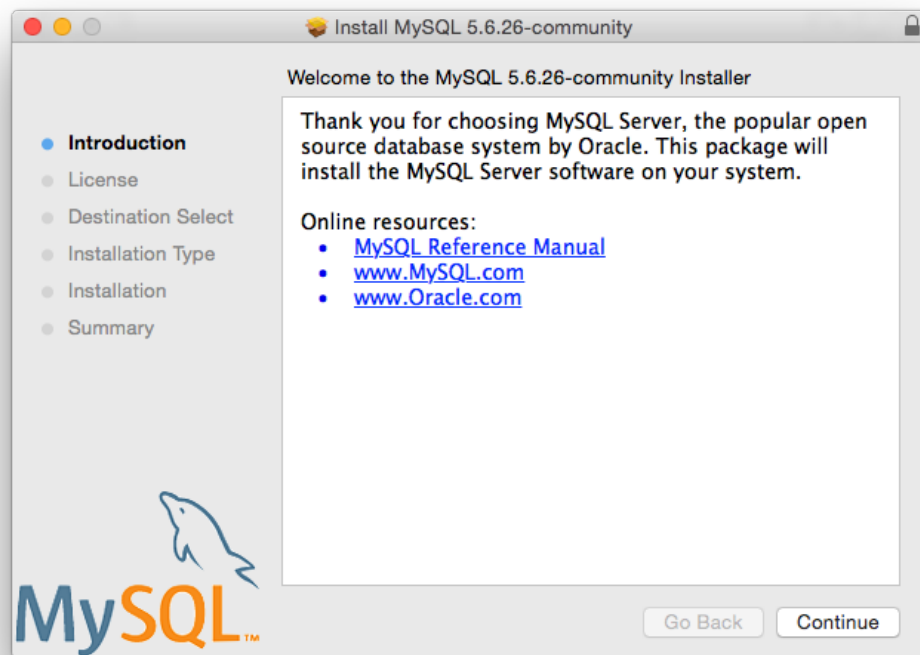 Install MySQL 5.6.26-community
Welcome to the MySQL 5.6.26-community Installer
Introduction
License
Destination Select
Installation Type
Installation
Summary
Thank you for choosing MySQL Server, the popular open
source database system by Oracle. This package will
install the MySQL Server software on your system.
Online resources:
• MySQL Reference Manual
• www.MySQL.com
• www.Oracle.com
MySQL™
Go Back
Continue